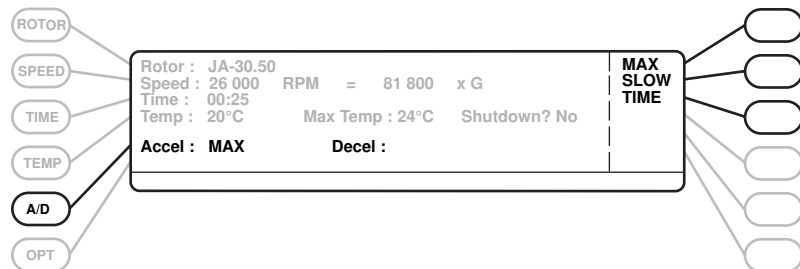 ROTOR
SPEED
TIME
TEMP
A/D
OPT
Rotor : JA-30.50
Speed : 26 000 RPM = 81 800 x G
Time : 00:25
Temp : 20°C Max Temp : 24°C Shutdown? No
Accel : MAX Decel :
MAX
SLOW
TIME